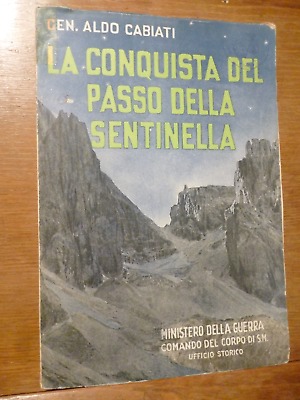 GEN. ALDO CABIATI
LA CONQUISTA DEL
PASSO DELLA
SENTINELLA
MINISTERO DELLA GUERRA
COMANDO DEL CORPO DI S.M.
UFFICIO STORICO